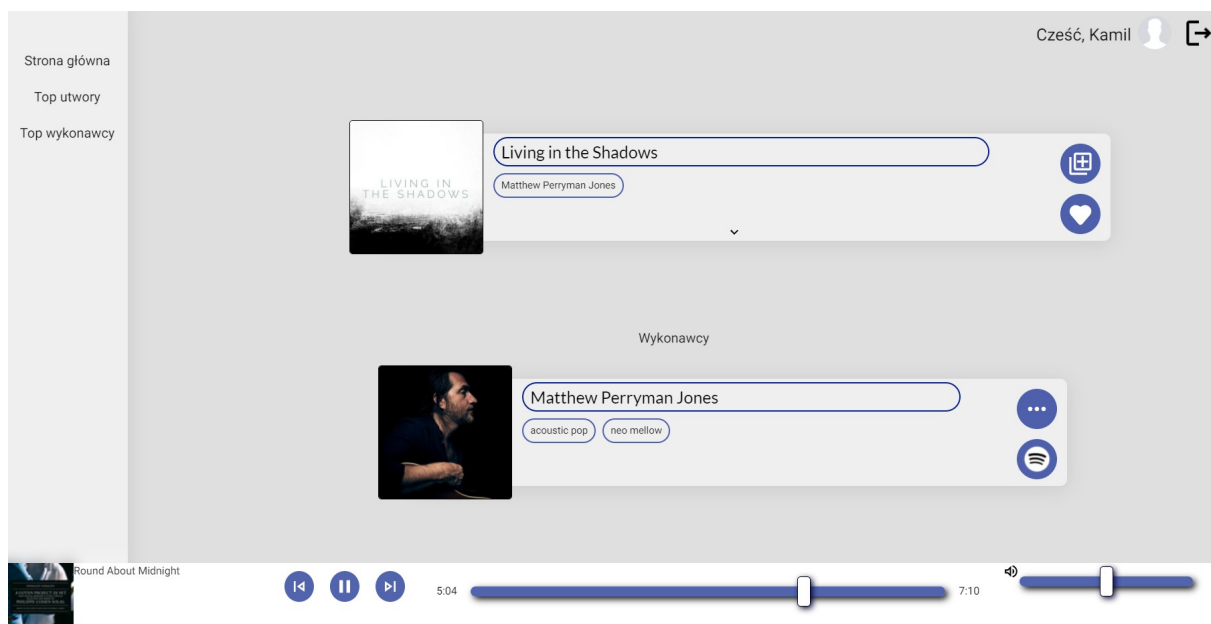 Cześć, Kamil
Strona główna
Top utwory
Top wykonawcy
LIVING IN
THE SHADOWS
Living in the Shadows
Matthew Perryman Jones
Wykonawcy
Matthew Perryman Jones
acoustic pop neo mellow
Round About Midnight
5:04
7:10